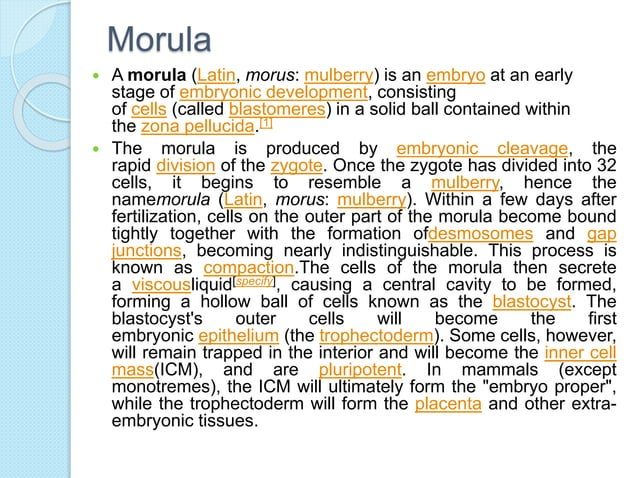 Morula
A morula (Latin, morus: mulberry) is an embryo at an early
stage of embryonic development, consisting
of cells (called blastomeres) in a solid ball contained within
the zona pellucida.[1]
The morula is produced by embryonic cleavage, the
rapid division of the zygote. Once the zygote has divided into 32
cells, it begins to resemble a mulberry, hence the
namemorula (Latin, morus: mulberry). Within a few days after
fertilization, cells on the outer part of the morula become bound
tightly together with the formation ofdesmosomes and gap
junctions, becoming nearly indistinguishable. This process is
known as compaction.The cells of the morula then secrete
a viscousliquid[specify], causing a central cavity to be formed,
forming a hollow ball of cells known as the blastocyst. The
blastocyst's outer cells will become the first
embryonic epithelium (the trophectoderm). Some cells, however,
will remain trapped in the interior and will become the inner cell
mass(ICM), and are pluripotent. In mammals (except
monotremes), the ICM will ultimately form the "embryo proper",
while the trophectoderm will form the placenta and other extra-
embryonic tissues.